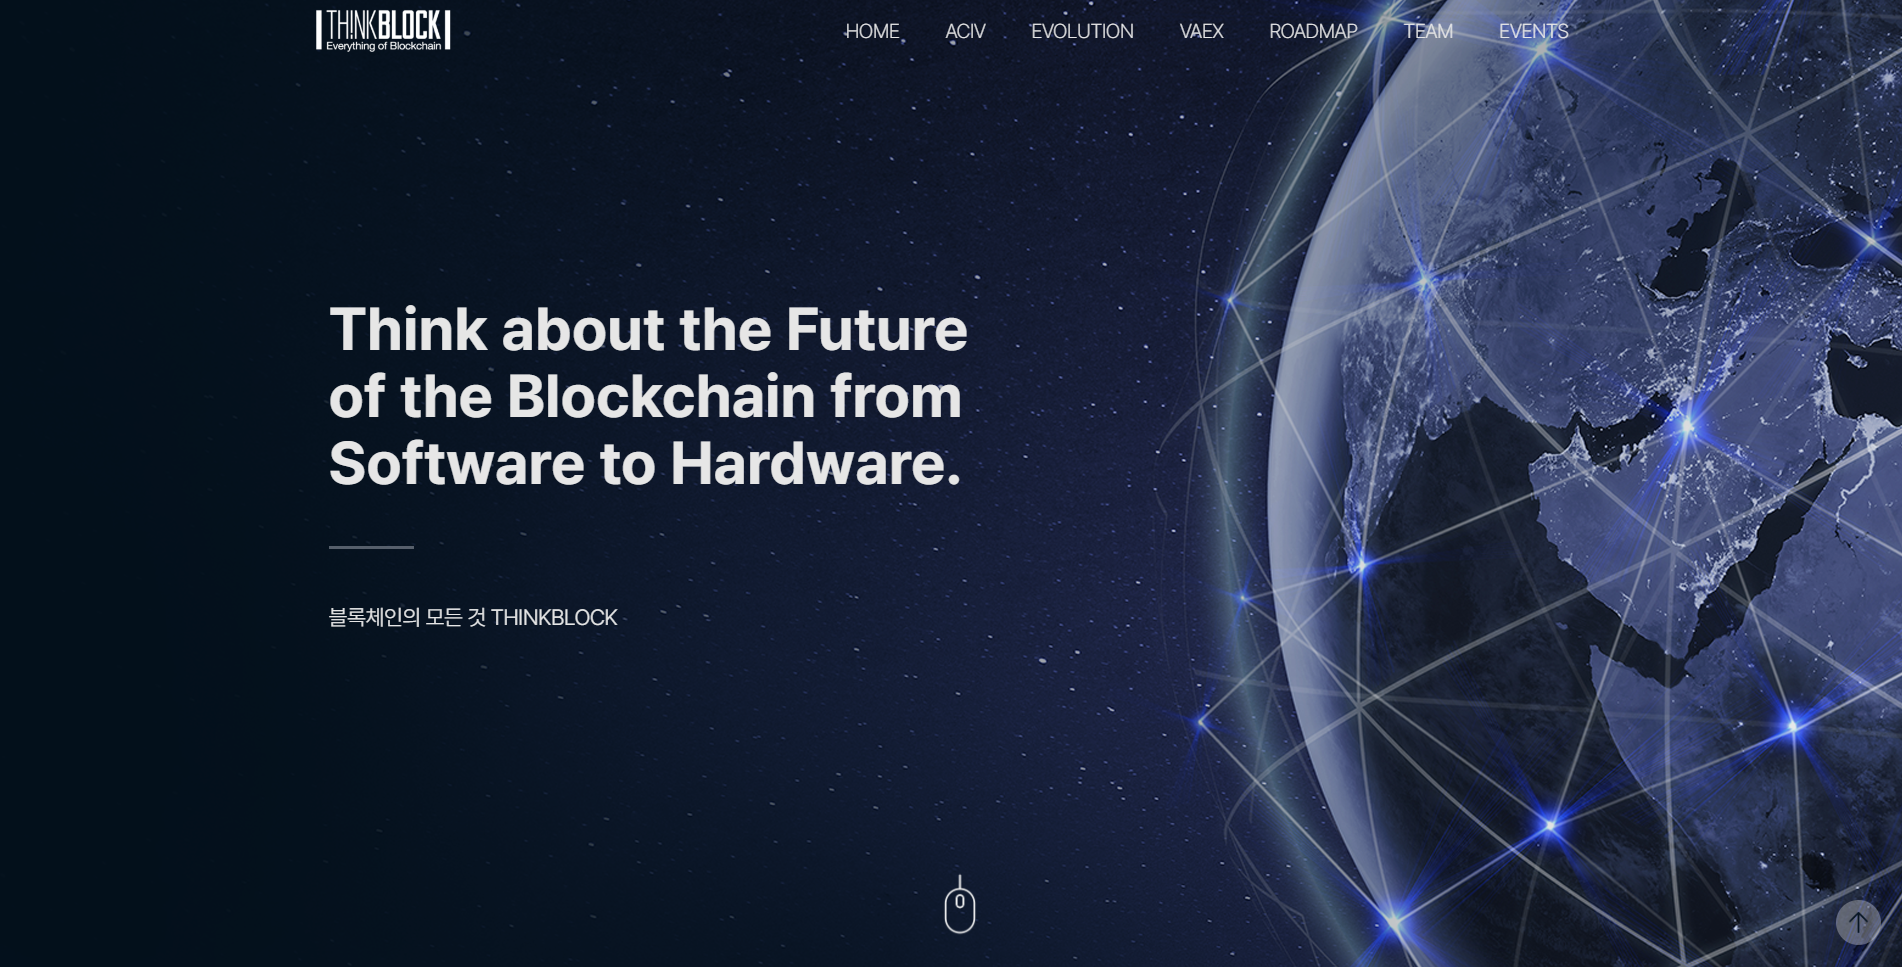 THINKBLOCK
Everything of Blockchain
HOME ACIV EVOLUTION VAEX ROADMAP TEAM EVENTS
Think about the Future
of the Blockchain from
Software to Hardware.
블록체인의 모든 것 THINKBLOCK